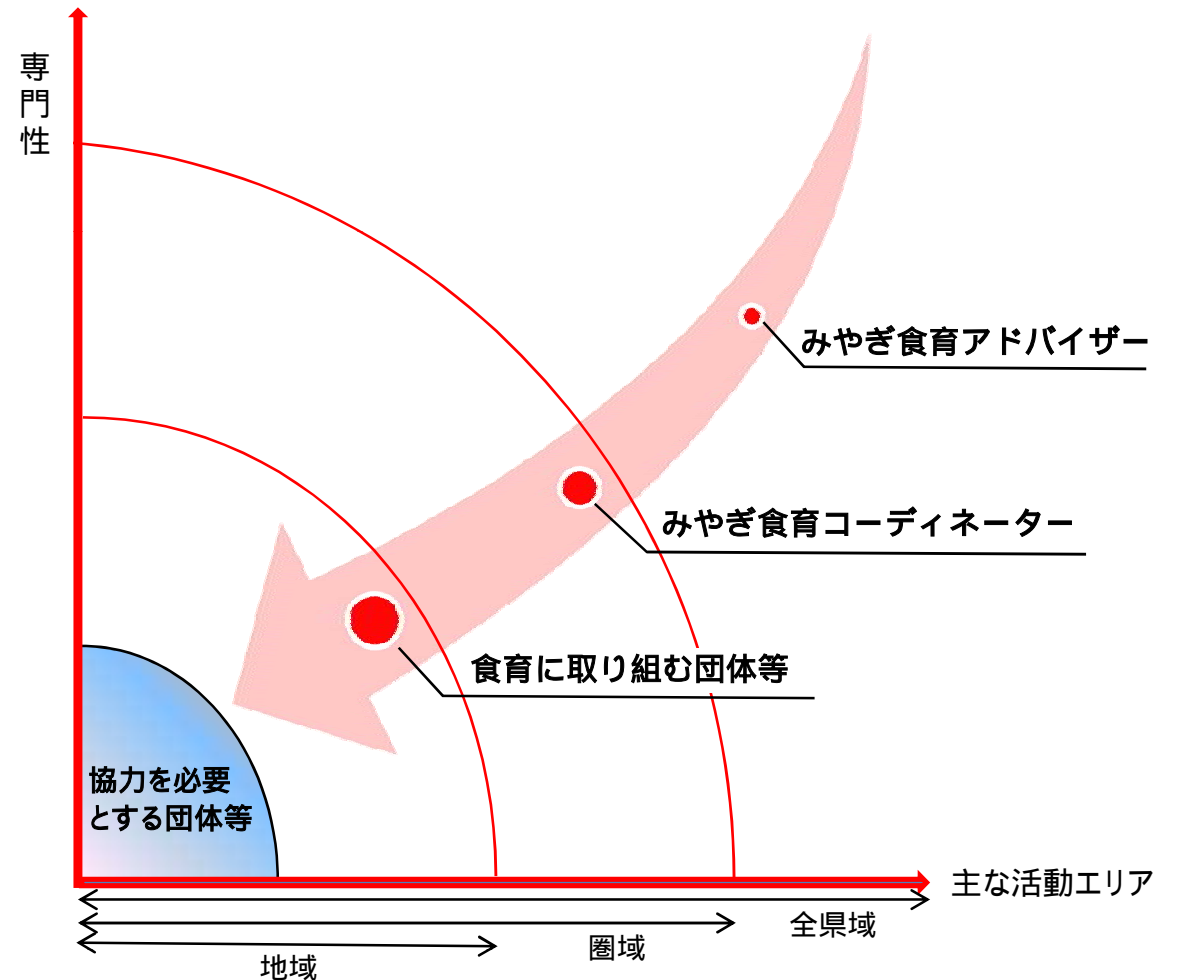 専門性
みやぎ食育アドバイザー
みやぎ食育コーディネーター
食育に取り組む団体等
協力を必要
とする団体等
主な活動エリア
全県域
圏域
地域